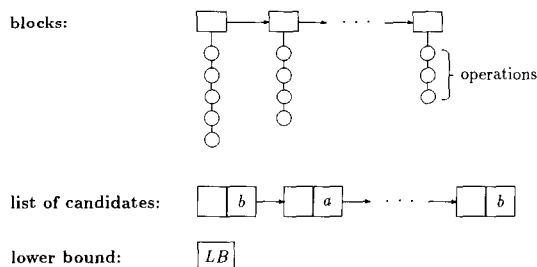 blocks:
. . .
operations
list of candidates:
b
a
. . .
b
lower bound:
LB